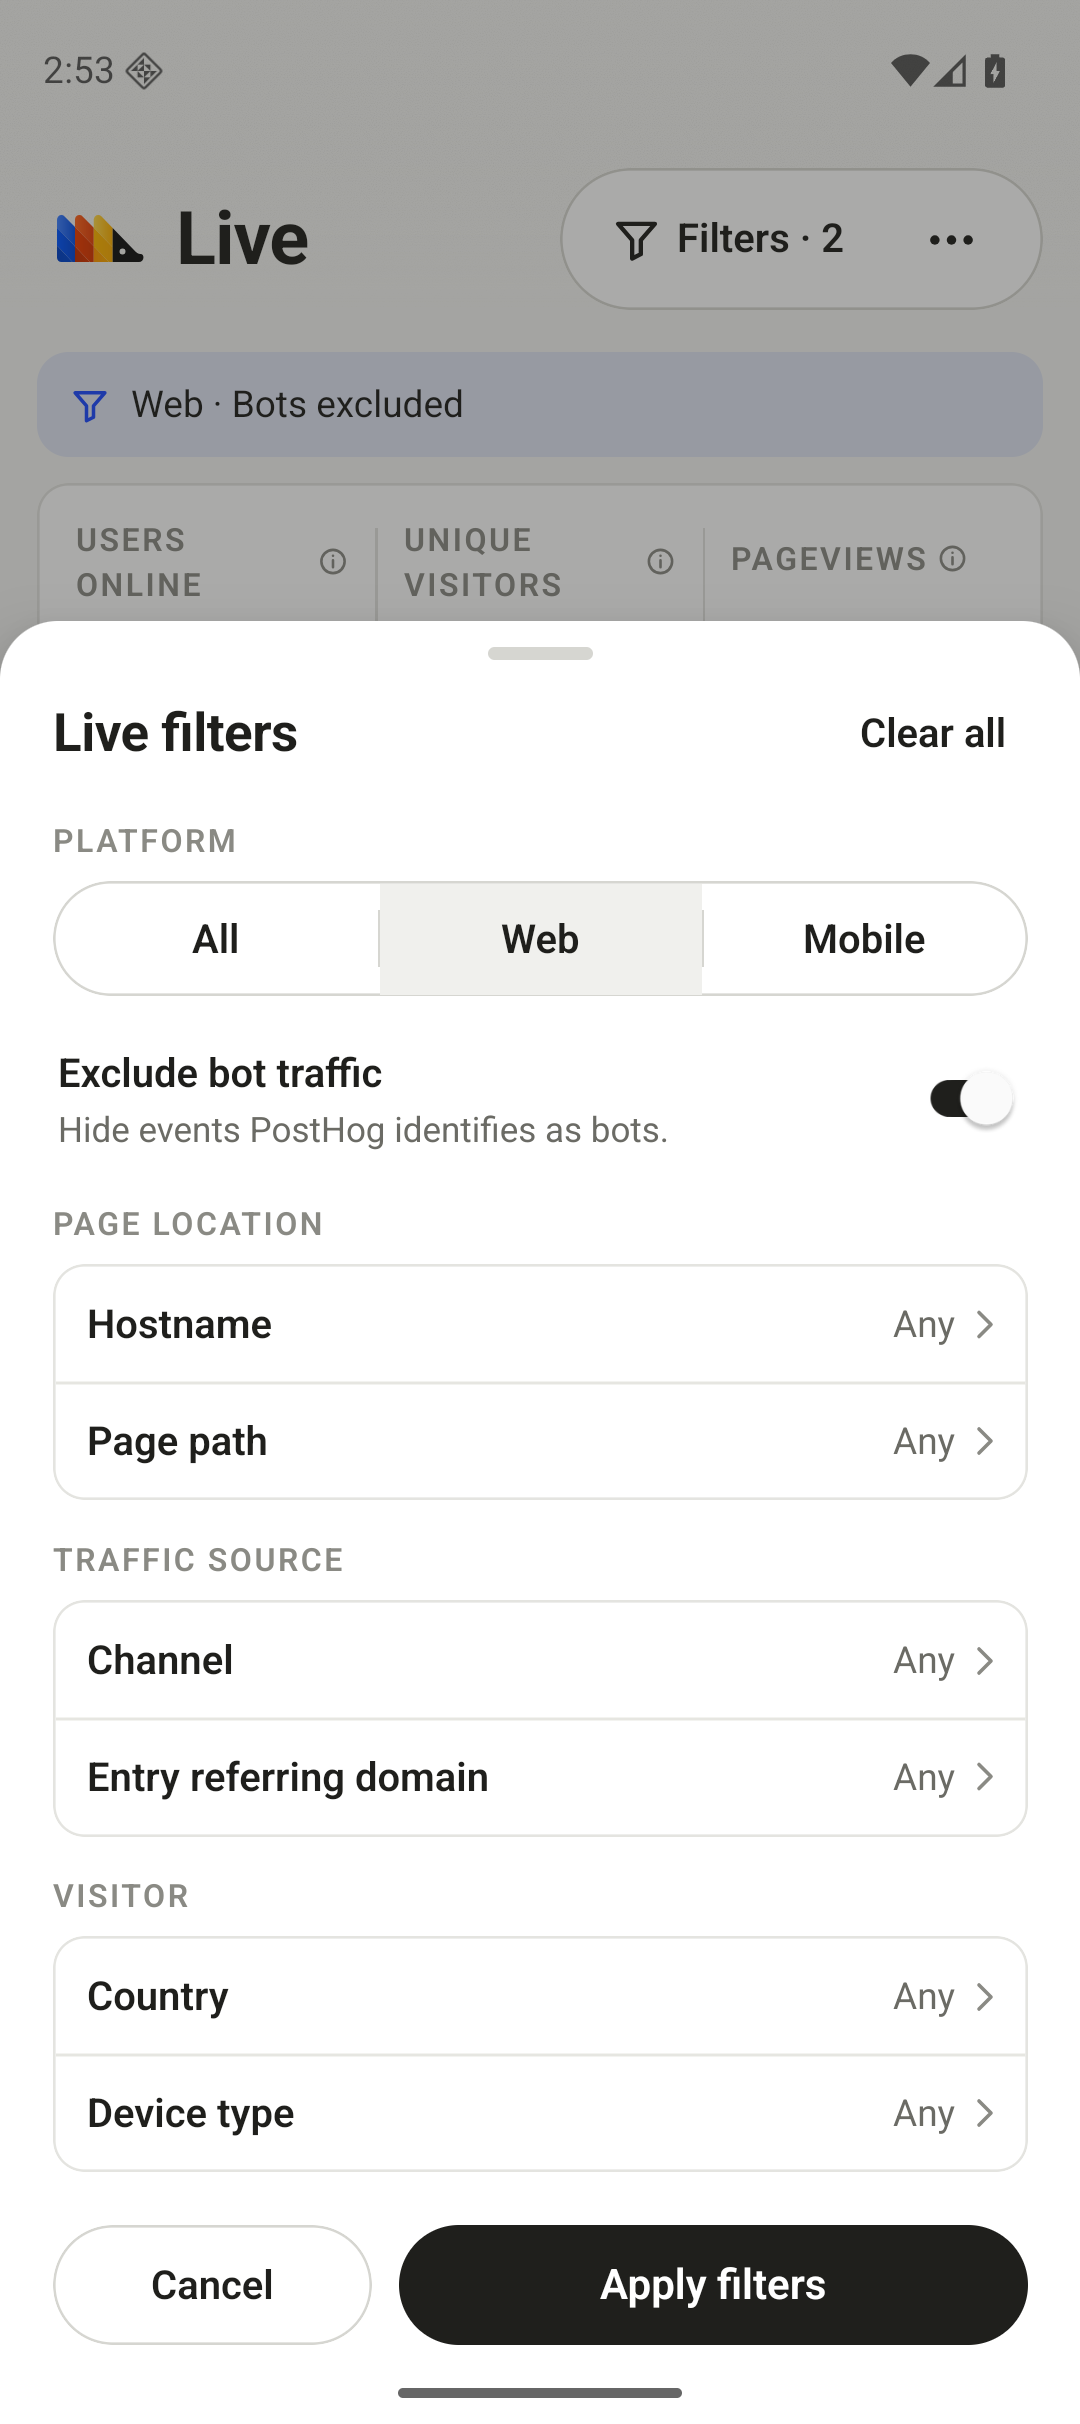 2:53
Live
Filters · 2
Web · Bots excluded
USERS ONLINE
UNIQUE VISITORS
PAGEVIEWS
Live filters
Clear all
PLATFORM
All
Web
Mobile
Exclude bot traffic
Hide events PostHog identifies as bots.
PAGE LOCATION
Hostname
Any
Page path
Any
TRAFFIC SOURCE
Channel
Any
Entry referring domain
Any
VISITOR
Country
Any
Device type
Any
Cancel
Apply filters